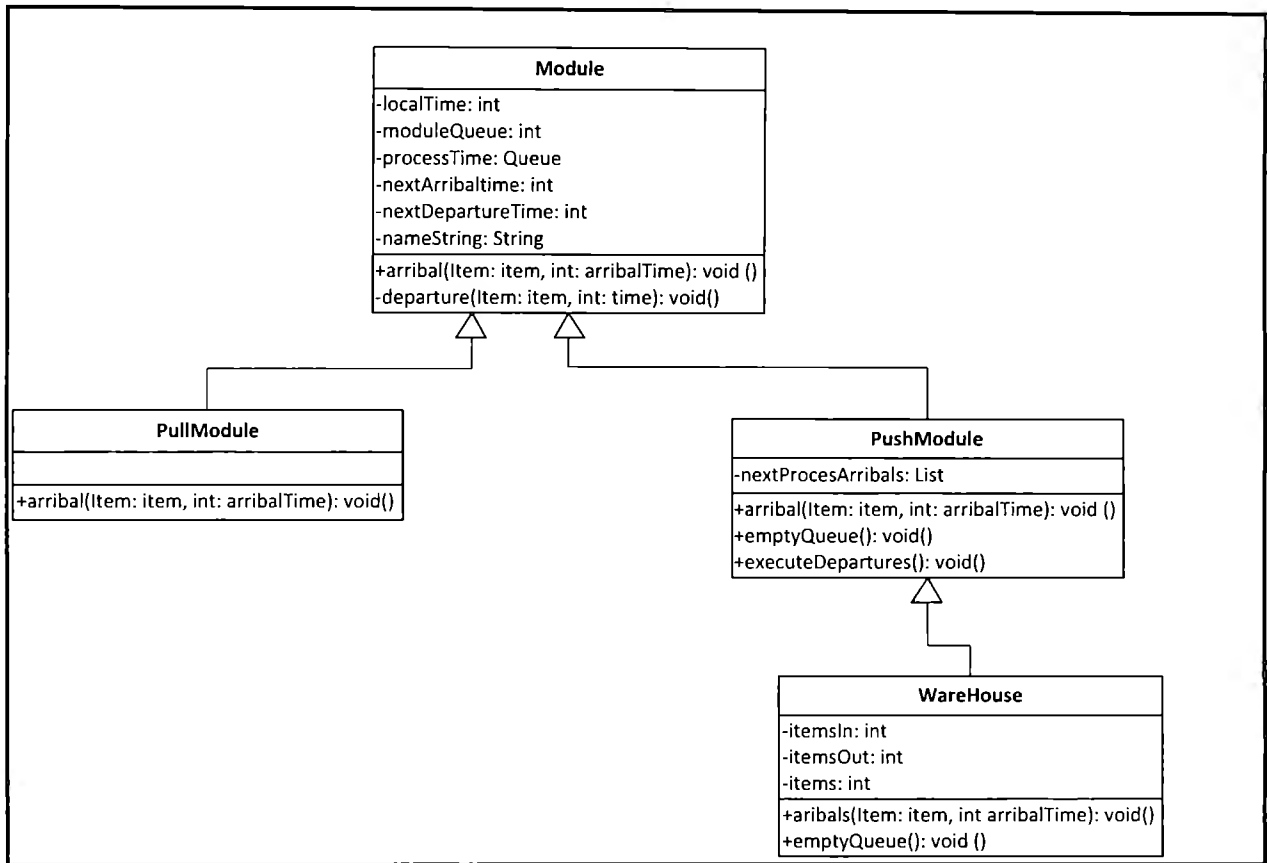 Module
-localTime: int
-moduleQueue: int
-processTime: Queue
-nextArribaltime: int
-nextDepartureTime: int
-nameString: String
+arribal(Item: item, int: arribalTime): void ()
-departure(Item: item, int: time): void()
PullModule
+arribal(Item: item, int: arribalTime): void()
PushModule
-nextProcesArribals: List
+arribal(Item: item, int: arribalTime): void ()
+emptyQueue(): void()
+executeDepartures(): void()
WareHouse
-itemsIn: int
-itemsOut: int
-items: int
+aribals(Item: item, int arribalTime): void()
+emptyQueue(): void ()